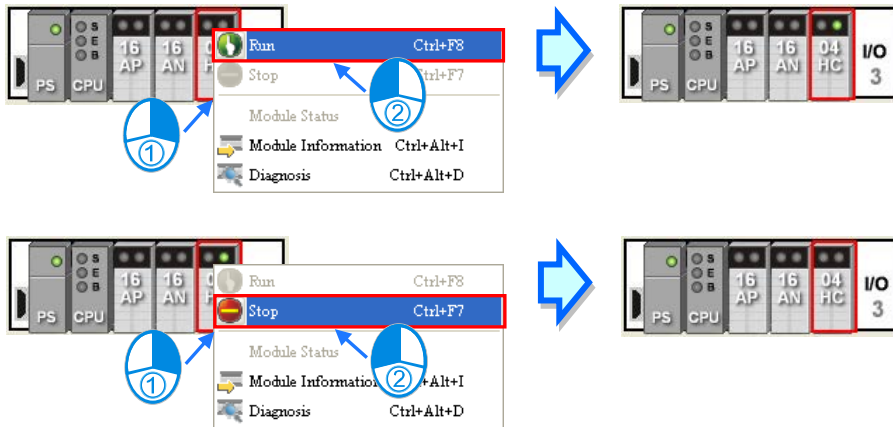 S
E
B
PS CPU
16 AP
16 AN
Run Ctrl+F8
Stop Ctrl+F7
Module Status
Module Information Ctrl+Alt+I
Diagnosis Ctrl+Alt+D
①
②
S
E
B
PS CPU
16 AP
16 AN
04 HC
I/O
3
S
E
B
PS CPU
16 AP
16 AN
Run Ctrl+F8
Stop Ctrl+F7
Module Status
Module Information
Diagnosis Ctrl+Alt+D
①
②
S
E
B
PS CPU
16 AP
16 AN
04 HC
I/O
3